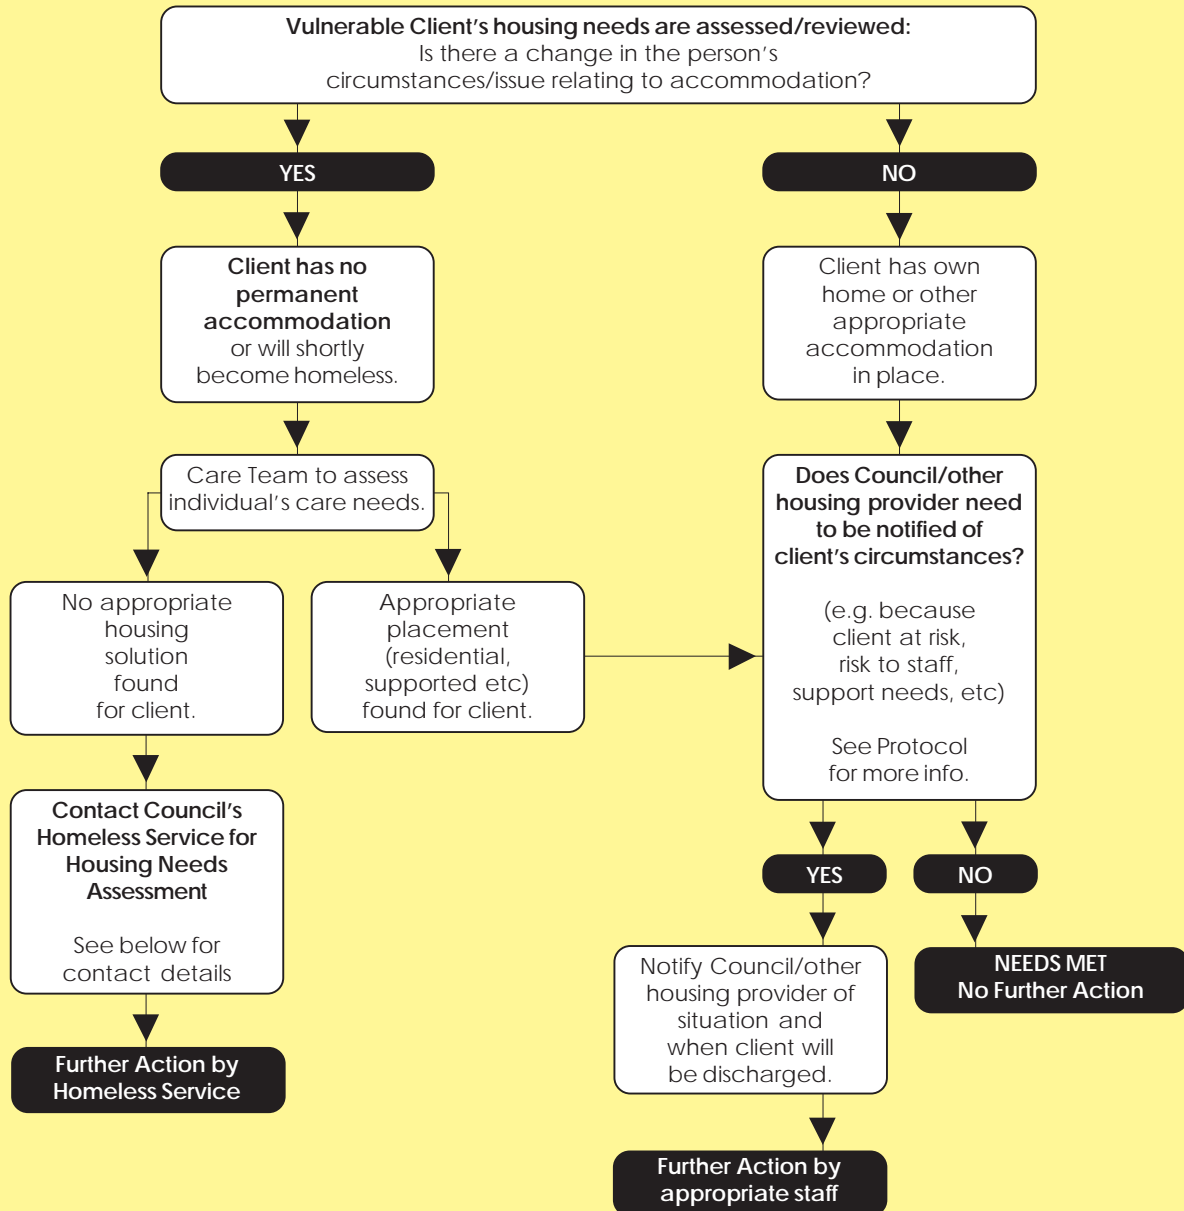 Vulnerable Client's housing needs are assessed/reviewed:
Is there a change in the person's
circumstances/issue relating to accommodation?
YES
NO
Client has no
permanent
accommodation
or will shortly
become homeless.
Client has own
home or other
appropriate
accommodation
in place.
Care Team to assess
individual's care needs.
Does Council/other
housing provider need
to be notified of
client's circumstances?
(e.g. because
client at risk,
risk to staff,
support needs, etc)
See Protocol
for more info.
No appropriate
housing
solution
found
for client.
Appropriate
placement
(residential,
supported etc)
found for client.
Contact Council's
Homeless Service for
Housing Needs
Assessment
See below for
contact details
YES
NO
Notify Council/other
housing provider of
situation and
when client will
be discharged.
NEEDS MET
No Further Action
Further Action by
Homeless Service
Further Action by
appropriate staff